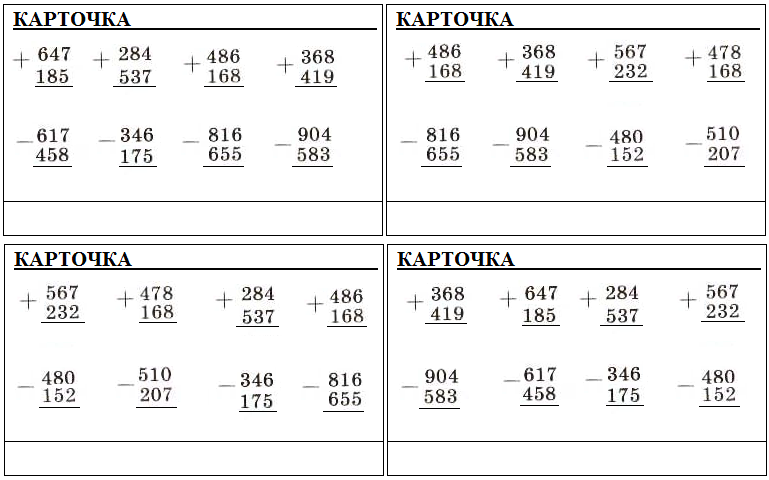 КАРТОЧКА
+ 647 + 284 + 486 + 368
185 537 168 419
− 617 − 346 − 816 − 904
458 175 655 583
КАРТОЧКА
+ 486 + 368 + 567 + 478
168 419 232 168
− 816 − 904 − 480 − 510
655 583 152 207
КАРТОЧКА
+ 567 + 478 + 284 + 486
232 168 537 168
− 480 − 510 − 346 − 816
152 207 175 655
КАРТОЧКА
+ 368 + 647 + 284 + 567
419 185 537 232
− 904 − 617 − 346 − 480
583 458 175 152